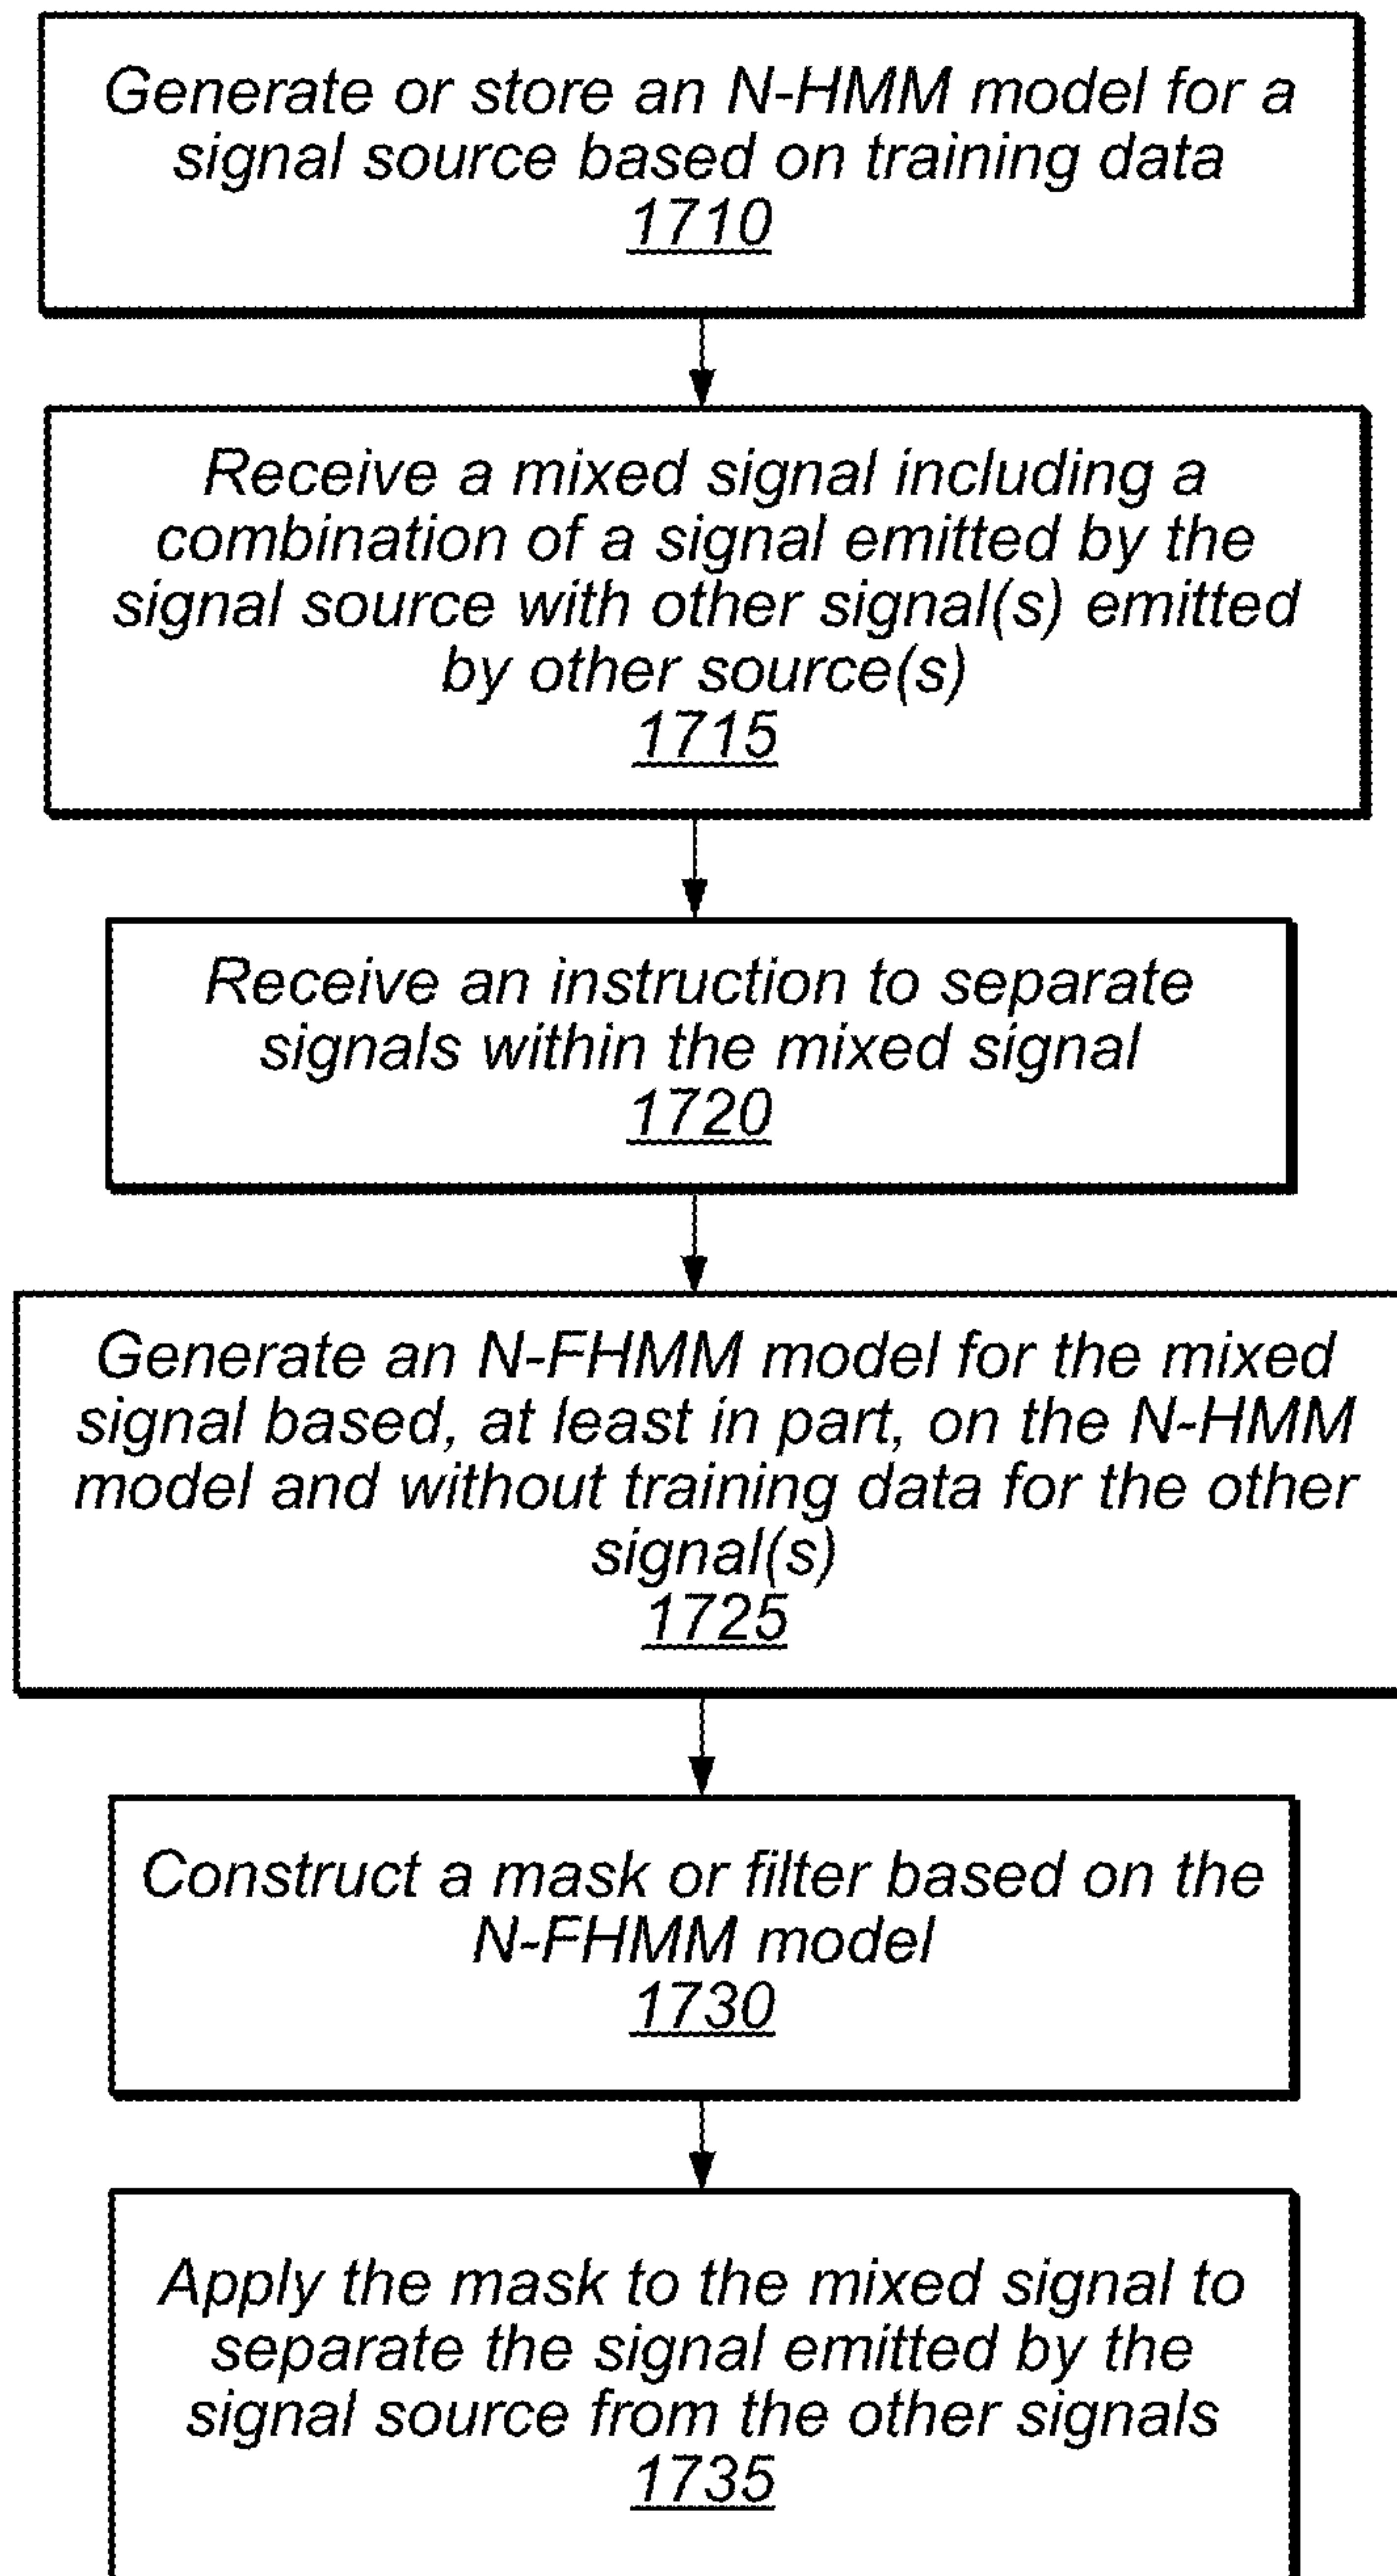 Generate or store an N-HMM model for a
signal source based on training data
1710
Receive a mixed signal including a
combination of a signal emitted by the
signal source with other signal(s) emitted
by other source(s)
1715
Receive an instruction to separate
signals within the mixed signal
1720
Generate an N-FHMM model for the mixed
signal based, at least in part, on the N-HMM
model and without training data for the other
signal(s)
1725
Construct a mask or filter based on the
N-FHMM model
1730
Apply the mask to the mixed signal to
separate the signal emitted by the
signal source from the other signals
1735